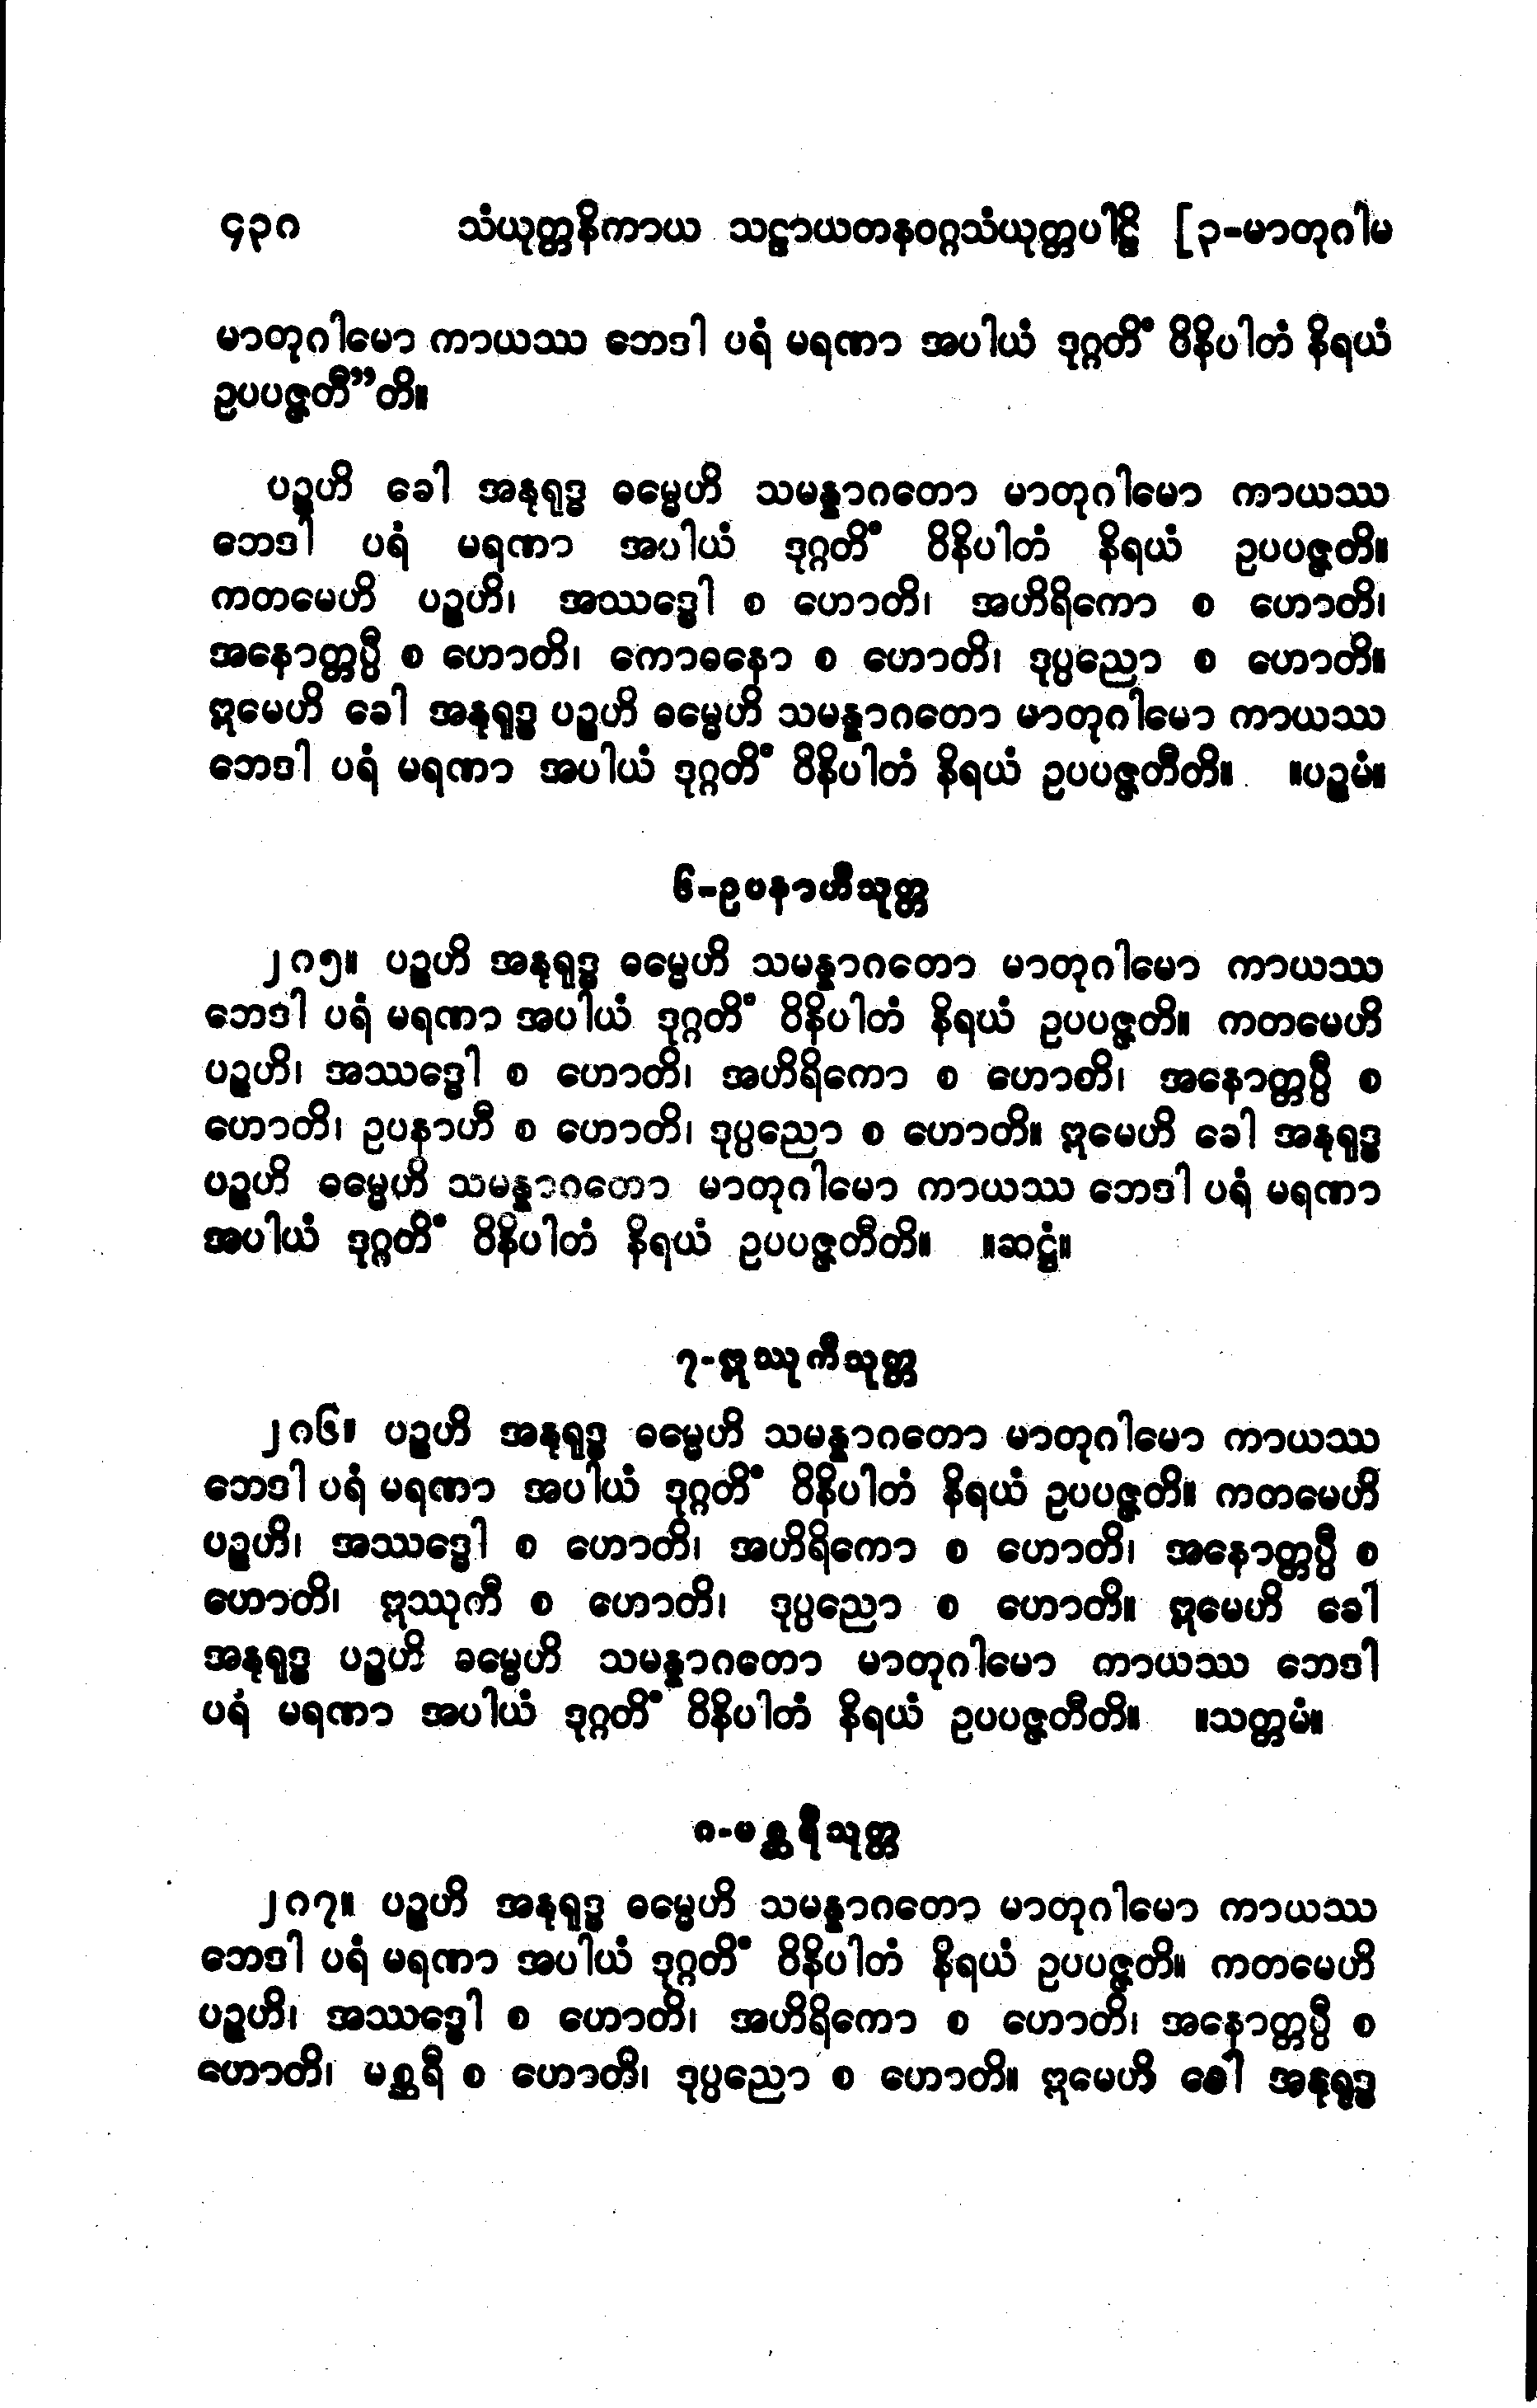 ၄၃၈ သံယုတ္တနိကာယ သဠာယတနဝဂ္ဂသံယုတ္တပါဠိ [၃-မာတုဂါမ
မာတုဂါမော ကာယဿ ဘေဒါ ပရံ မရဏာ အပါယံ ဒုဂ္ဂတိံ ဝိနိပါတံ နိရယံ
ဥပပဇ္ဇတီ”တိ။
ပဉ္စဟိ ခေါ အနုရုဒ္ဓ ဓမ္မေဟိ သမန္နာဂတော မာတုဂါမော ကာယဿ
ဘေဒါ ပရံ မရဏာ အပါယံ ဒုဂ္ဂတိံ ဝိနိပါတံ နိရယံ ဥပပဇ္ဇတိ။
ကတမေဟိ ပဉ္စဟိ၊ အဿဒ္ဓေါ စ ဟောတိ၊ အဟိရိကော စ ဟောတိ၊
အနောတ္တပ္ပီ စ ဟောတိ၊ ကောဓနော စ ဟောတိ၊ ဒုပ္ပညော စ ဟောတိ။
ဣမေဟိ ခေါ အနုရုဒ္ဓ ပဉ္စဟိ ဓမ္မေဟိ သမန္နာဂတော မာတုဂါမော ကာယဿ
ဘေဒါ ပရံ မရဏာ အပါယံ ဒုဂ္ဂတိံ ဝိနိပါတံ နိရယံ ဥပပဇ္ဇတီတိ။ ။ပဉ္စမံ။
၆-ဥပနာဟီသုတ္တ
၂၈၅။ ပဉ္စဟိ အနုရုဒ္ဓ ဓမ္မေဟိ သမန္နာဂတော မာတုဂါမော ကာယဿ
ဘေဒါ ပရံ မရဏာ အပါယံ ဒုဂ္ဂတိံ ဝိနိပါတံ နိရယံ ဥပပဇ္ဇတိ။ ကတမေဟိ
ပဉ္စဟိ၊ အဿဒ္ဓေါ စ ဟောတိ၊ အဟိရိကော စ ဟောတိ၊ အနောတ္တပ္ပီ စ
ဟောတိ၊ ဥပနာဟီ စ ဟောတိ၊ ဒုပ္ပညော စ ဟောတိ။ ဣမေဟိ ခေါ အနုရုဒ္ဓ
ပဉ္စဟိ ဓမ္မေဟိ သမန္နာဂတော မာတုဂါမော ကာယဿ ဘေဒါ ပရံ မရဏာ
အပါယံ ဒုဂ္ဂတိံ ဝိနိပါတံ နိရယံ ဥပပဇ္ဇတီတိ။ ။ဆဋ္ဌံ။
၇-ဣဿုကီသုတ္တ
၂၈၆။ ပဉ္စဟိ အနုရုဒ္ဓ ဓမ္မေဟိ သမန္နာဂတော မာတုဂါမော ကာယဿ
ဘေဒါ ပရံ မရဏာ အပါယံ ဒုဂ္ဂတိံ ဝိနိပါတံ နိရယံ ဥပပဇ္ဇတိ။ ကတမေဟိ
ပဉ္စဟိ၊ အဿဒ္ဓေါ စ ဟောတိ၊ အဟိရိကော စ ဟောတိ၊ အနောတ္တပ္ပီ စ
ဟောတိ၊ ဣဿုကီ စ ဟောတိ၊ ဒုပ္ပညော စ ဟောတိ။ ဣမေဟိ ခေါ
အနုရုဒ္ဓ ပဉ္စဟိ ဓမ္မေဟိ သမန္နာဂတော မာတုဂါမော ကာယဿ ဘေဒါ
ပရံ မရဏာ အပါယံ ဒုဂ္ဂတိံ ဝိနိပါတံ နိရယံ ဥပပဇ္ဇတီတိ။ ။သတ္တမံ။
၈-မစ္ဆရီသုတ္တ
၂၈၇။ ပဉ္စဟိ အနုရုဒ္ဓ ဓမ္မေဟိ သမန္နာဂတော မာတုဂါမော ကာယဿ
ဘေဒါ ပရံ မရဏာ အပါယံ ဒုဂ္ဂတိံ ဝိနိပါတံ နိရယံ ဥပပဇ္ဇတိ။ ကတမေဟိ
ပဉ္စဟိ၊ အဿဒ္ဓေါ စ ဟောတိ၊ အဟိရိကော စ ဟောတိ၊ အနောတ္တပ္ပီ စ
ဟောတိ၊ မစ္ဆရီ စ ဟောတိ၊ ဒုပ္ပညော စ ဟောတိ။ ဣမေဟိ ခေါ အနုရုဒ္ဓ